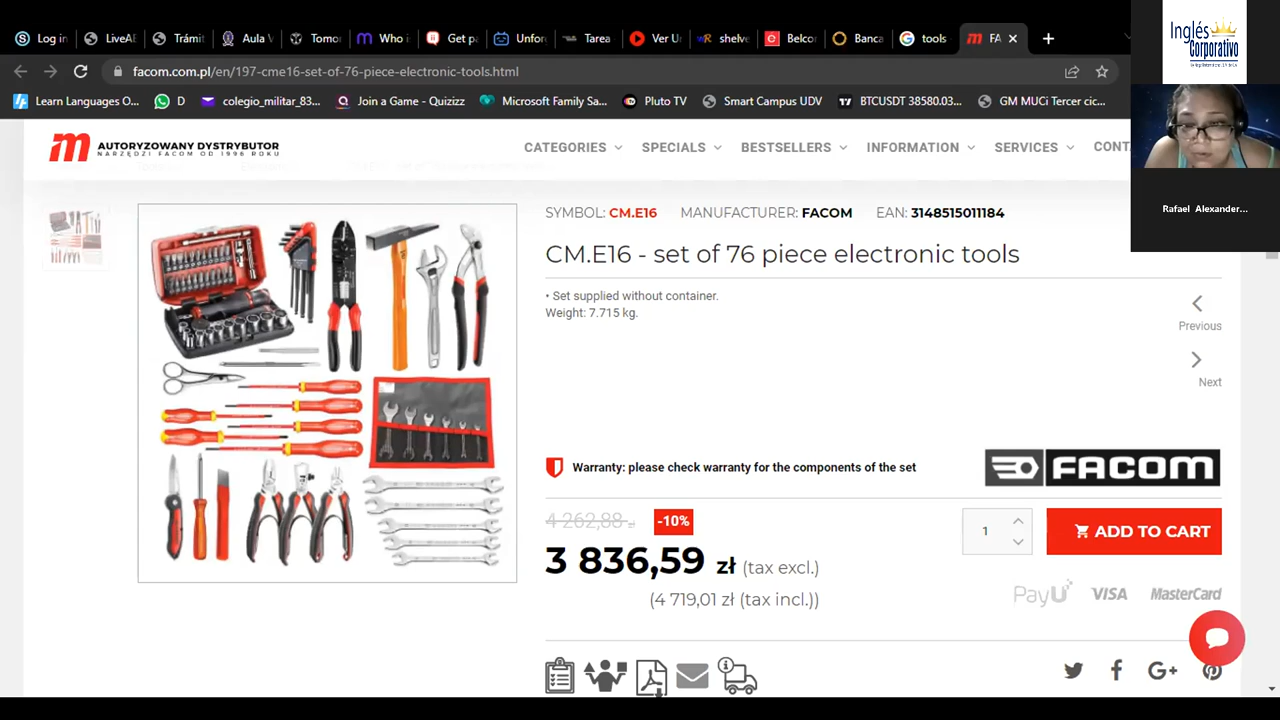 Log in
LiveAE
Trámit
Aula V
Tomor
Who i
Get pa
Unfor
Tarea
Ver U
shelve
Belcor
Banca
tools
FA
facom.com.pl/en/197-cme16-set-of-76-piece-electronic-tools.html
Learn Languages O...
D
colegio_militar_83...
Join a Game - Quizizz
Microsoft Family Sa...
Pluto TV
Smart Campus UDV
BTCUSDT 38580.03...
GM MUCi Tercer cic...
Inglés
Corporativo
Rafael Alexander...
m AUTORYZOWANY DYSTRYBUTOR
NARZĘDZI FACOM OD 1996 ROKU
CATEGORIES
SPECIALS
BESTSELLERS
INFORMATION
SERVICES
CONT
SYMBOL: CM.E16 MANUFACTURER: FACOM EAN: 3148515011184
CM.E16 - set of 76 piece electronic tools
• Set supplied without container.
Weight: 7.715 kg.
Previous
Next
Warranty: please check warranty for the components of the set
FACOM
4 262,88 zł
-10%
3 836,59 zł (tax excl.)
(4 719,01 zł (tax incl.))
1
ADD TO CART
PayU VISA MasterCard